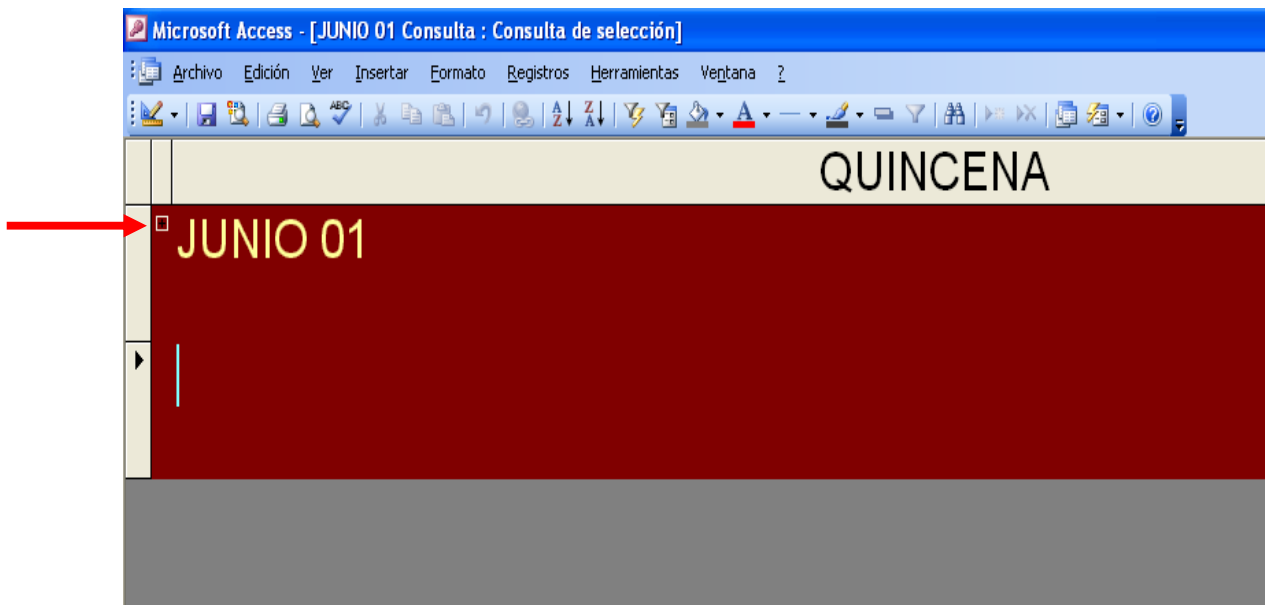 Microsoft Access - [JUNIO 01 Consulta : Consulta de selección]
Archivo Edición Ver Insertar Formato Registros Herramientas Ventana ?
ABC A Z Z A A
QUINCENA
JUNIO 01